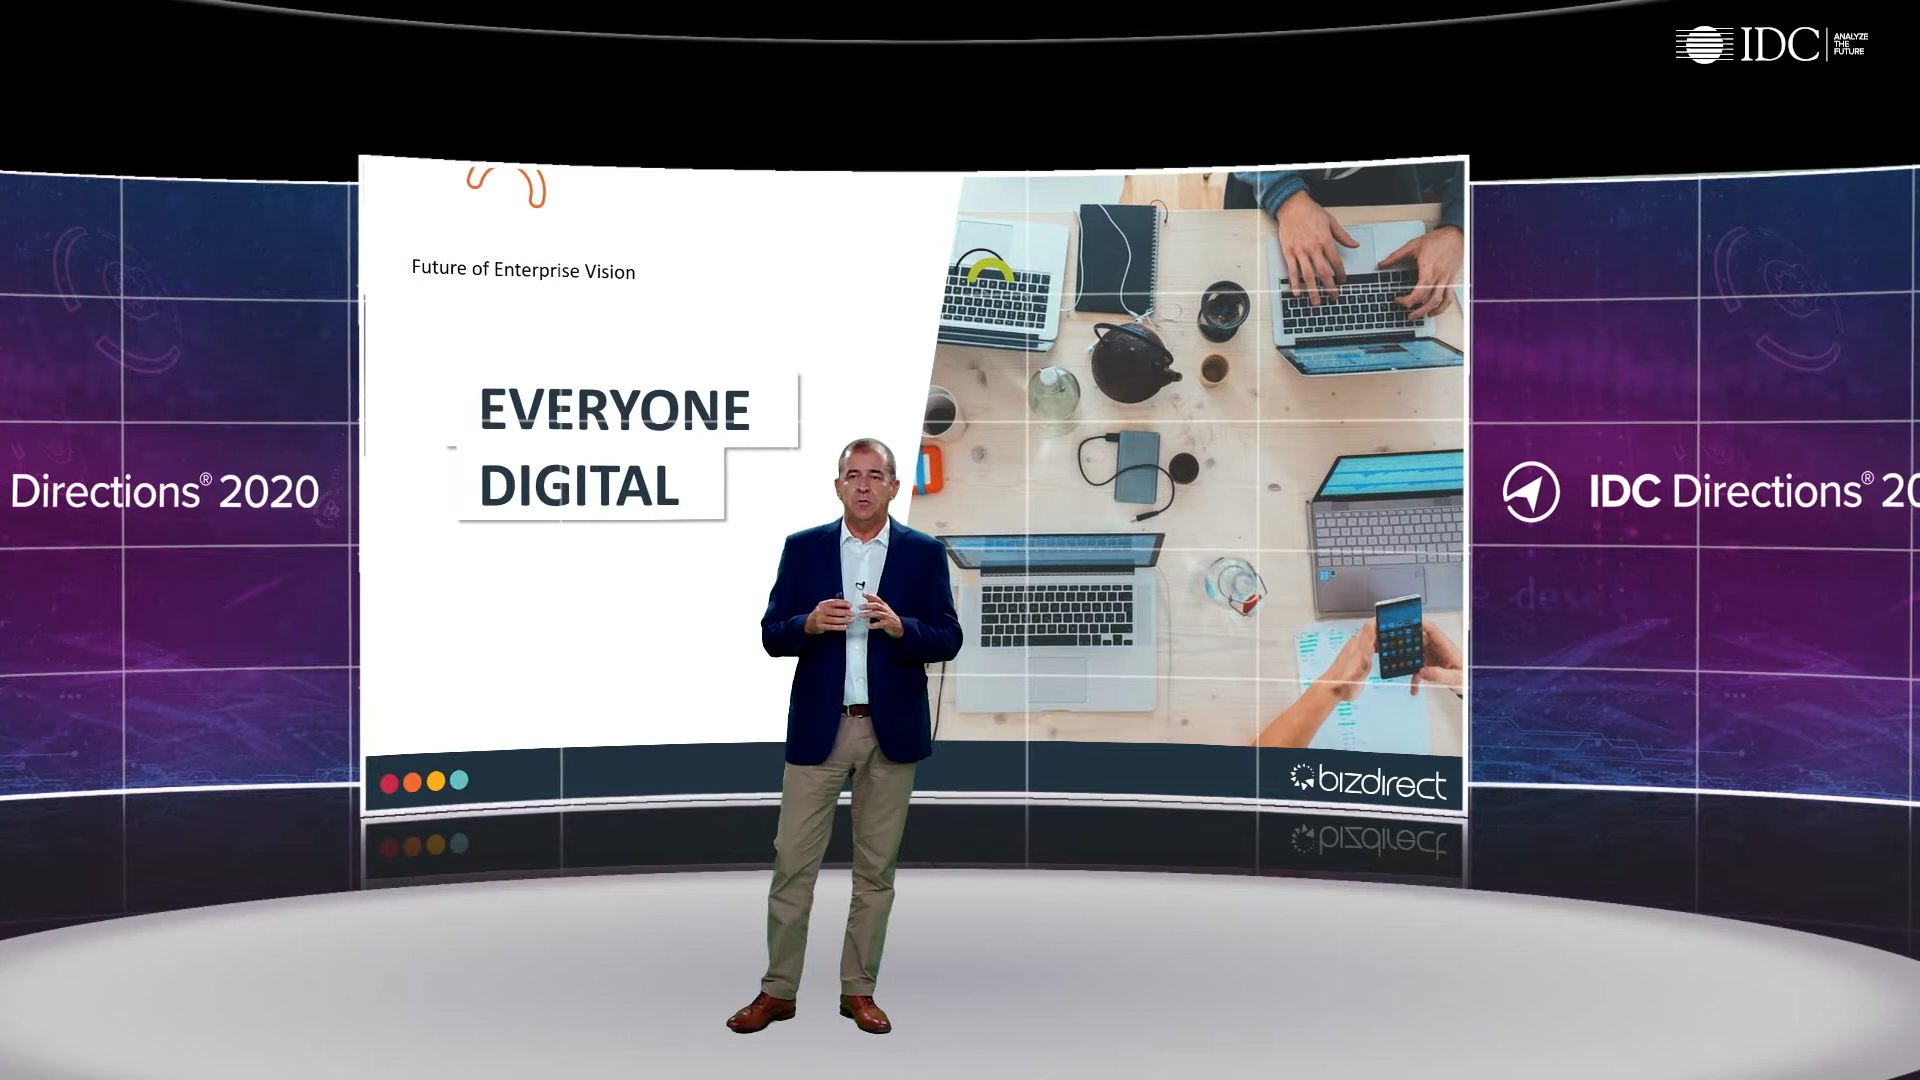 IDC
ANALYZE
THE
FUTURE
Future of Enterprise Vision
EVERYONE
DIGITAL
Directions® 2020
IDC Directions® 20
bizdirect